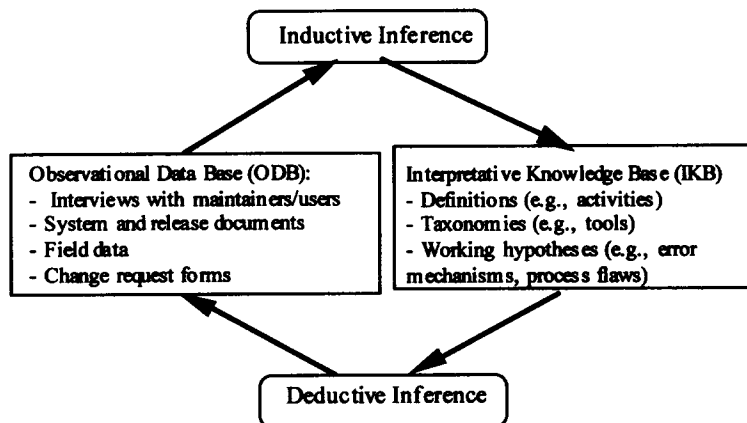 Inductive Inference
Observational Data Base (ODB):
- Interviews with maintainers/users
- System and release documents
- Field data
- Change request forms
Interpretative Knowledge Base (IKB)
- Definitions (e.g., activities)
- Taxonomies (e.g., tools)
- Working hypotheses (e.g., error
mechanisms, process flaws)
Deductive Inference